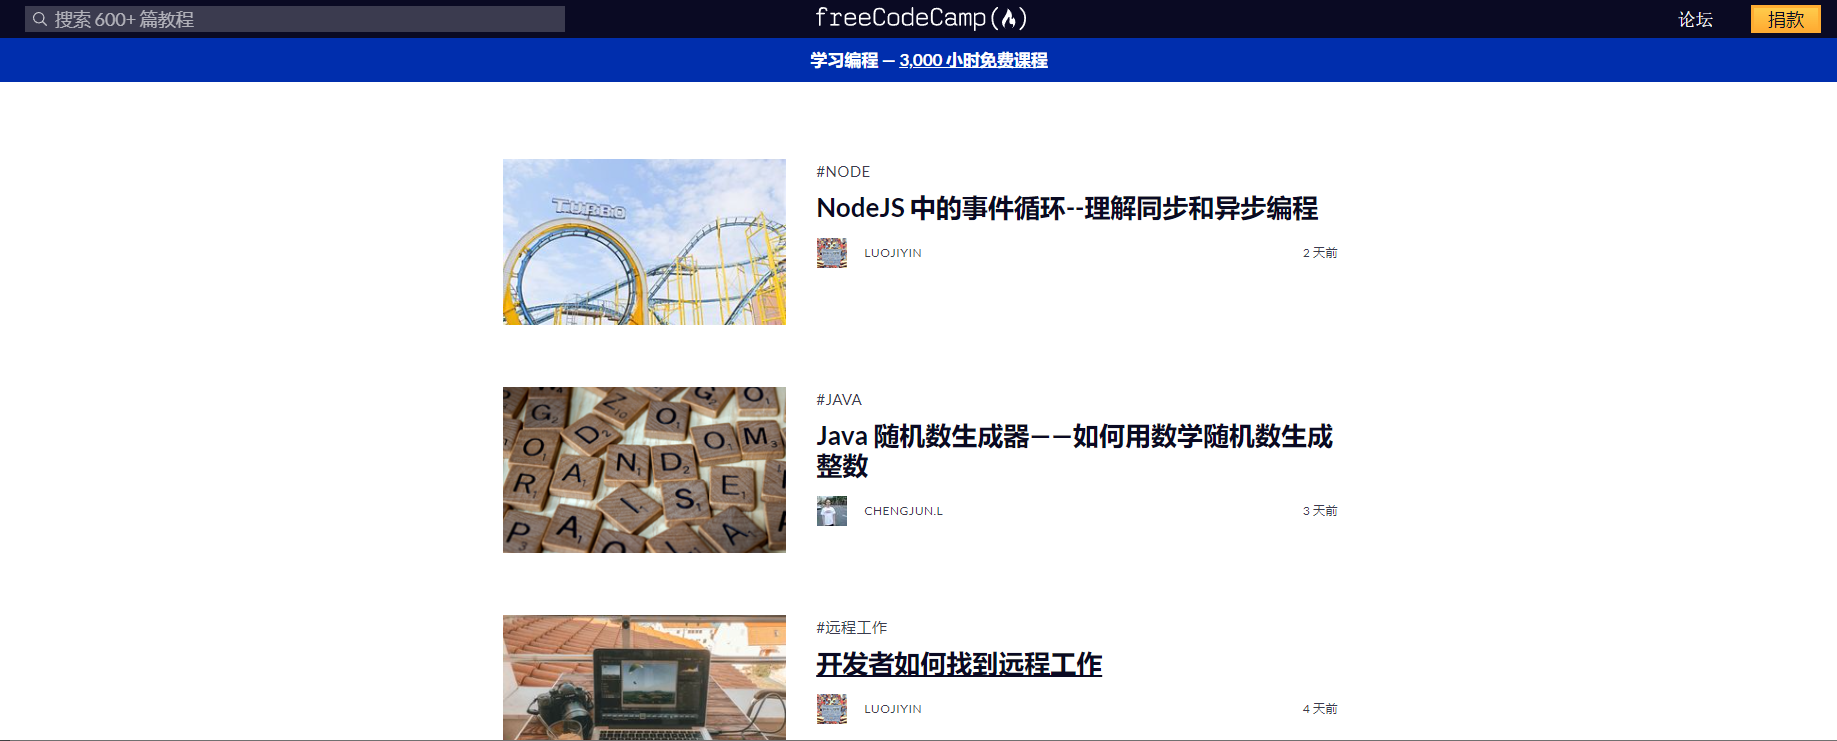 搜索 600+ 篇教程
freeCodeCamp(🔥)
论坛
捐款
学习编程 — 3,000 小时免费课程
TURBO
#NODE
NodeJS 中的事件循环--理解同步和异步编程
LUOJIYIN
2 天前
#JAVA
Java 随机数生成器——如何用数学随机数生成
整数
CHENGJUN.L
3 天前
G Z O G O
O D O O M
R A N D
I S E
P A O L A
#远程工作
开发者如何找到远程工作
LUOJIYIN
4 天前